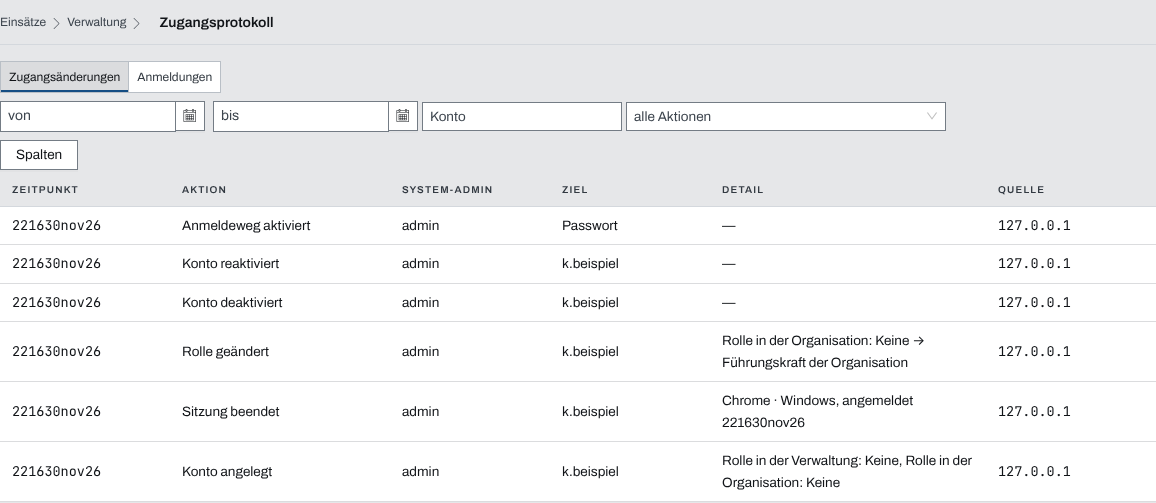 Einsätze > Verwaltung > Zugangsprotokoll
Zugangsänderungen Anmeldungen
von bis Konto alle Aktionen
Spalten
ZEITPUNKT AKTION SYSTEM-ADMIN ZIEL DETAIL QUELLE
221630nov26 Anmeldeweg aktiviert admin Passwort — 127.0.0.1
221630nov26 Konto reaktiviert admin k.beispiel — 127.0.0.1
221630nov26 Konto deaktiviert admin k.beispiel — 127.0.0.1
221630nov26 Rolle geändert admin k.beispiel Rolle in der Organisation: Keine → 127.0.0.1
Führungskraft der Organisation
221630nov26 Sitzung beendet admin k.beispiel Chrome · Windows, angemeldet 127.0.0.1
221630nov26
221630nov26 Konto angelegt admin k.beispiel Rolle in der Verwaltung: Keine, Rolle in der 127.0.0.1
Organisation: Keine